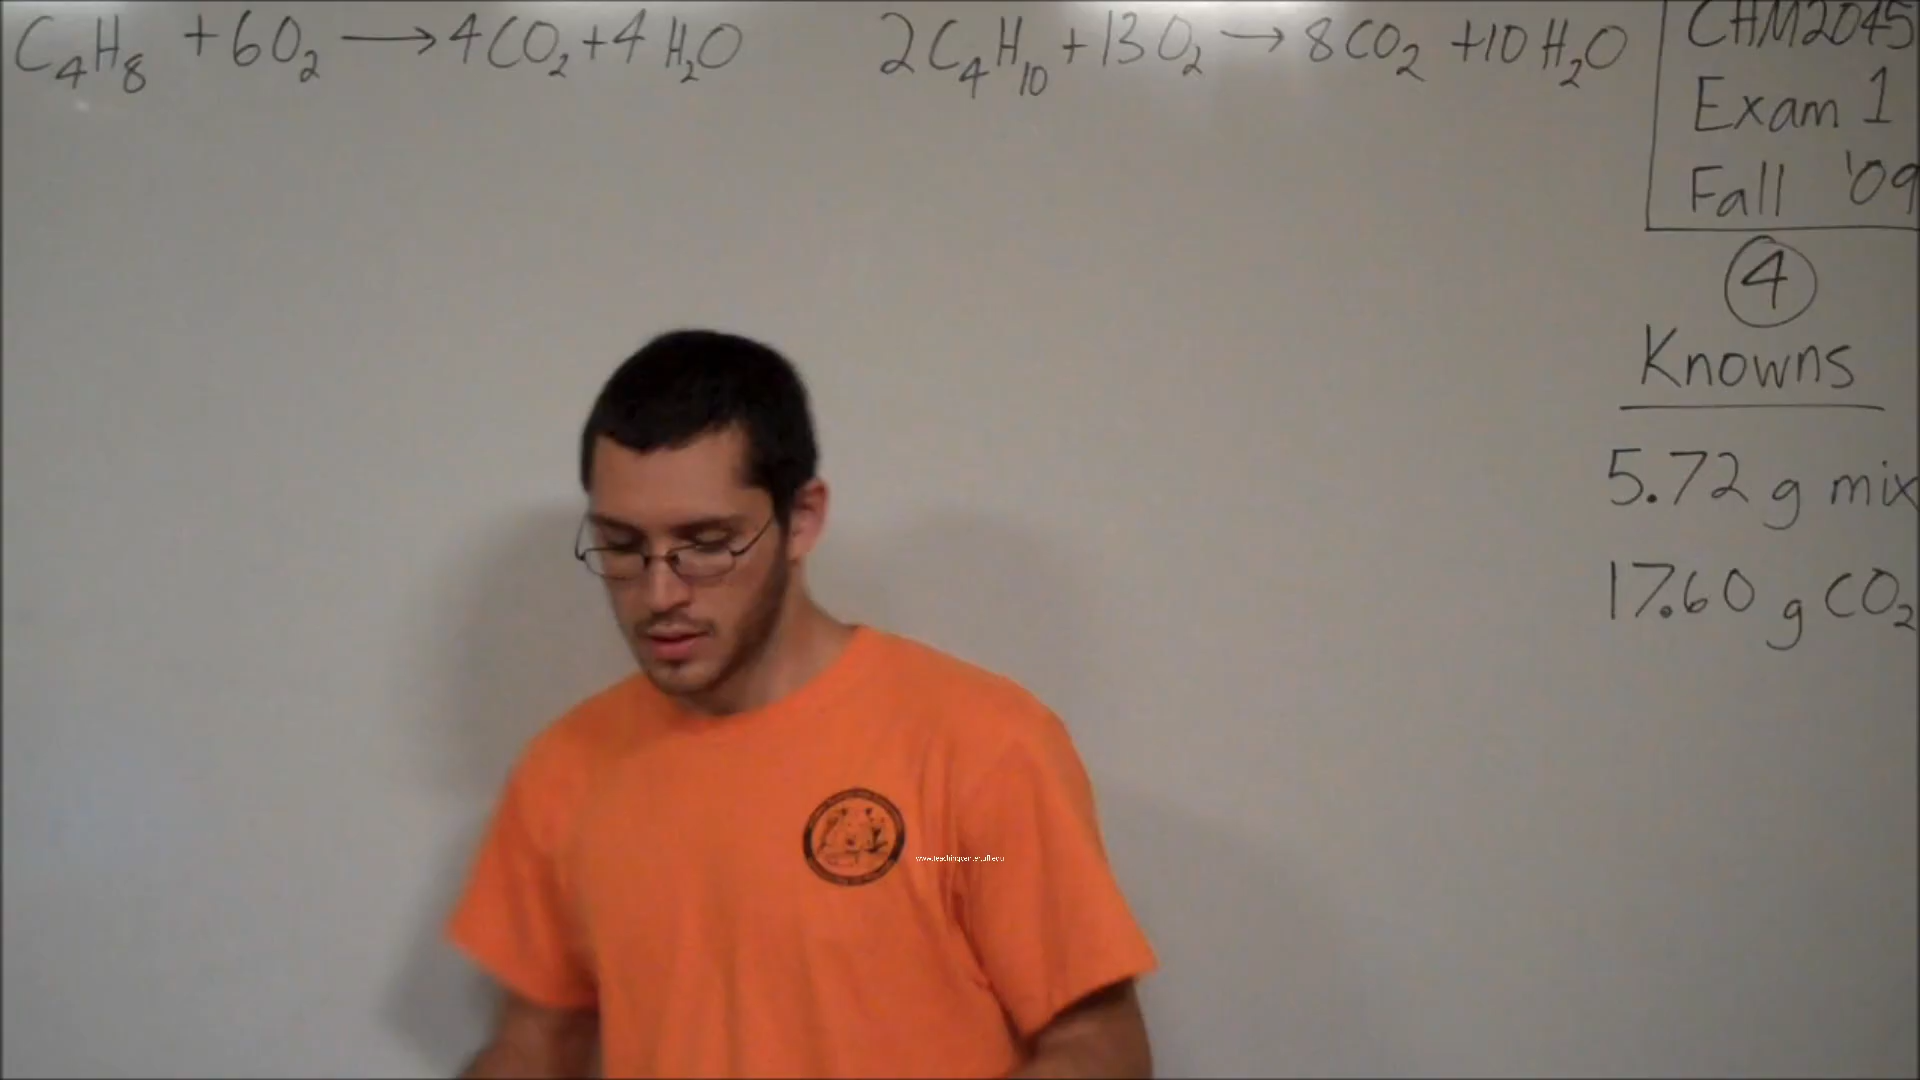 C₄H₈ + 6O₂ → 4CO₂ + 4H₂O
2C₄H₁₀ + 13O₂ → 8CO₂ + 10H₂O
CHM2045
Exam 1
Fall '09
4
Knowns
5.72 g mix
17.60 g CO₂